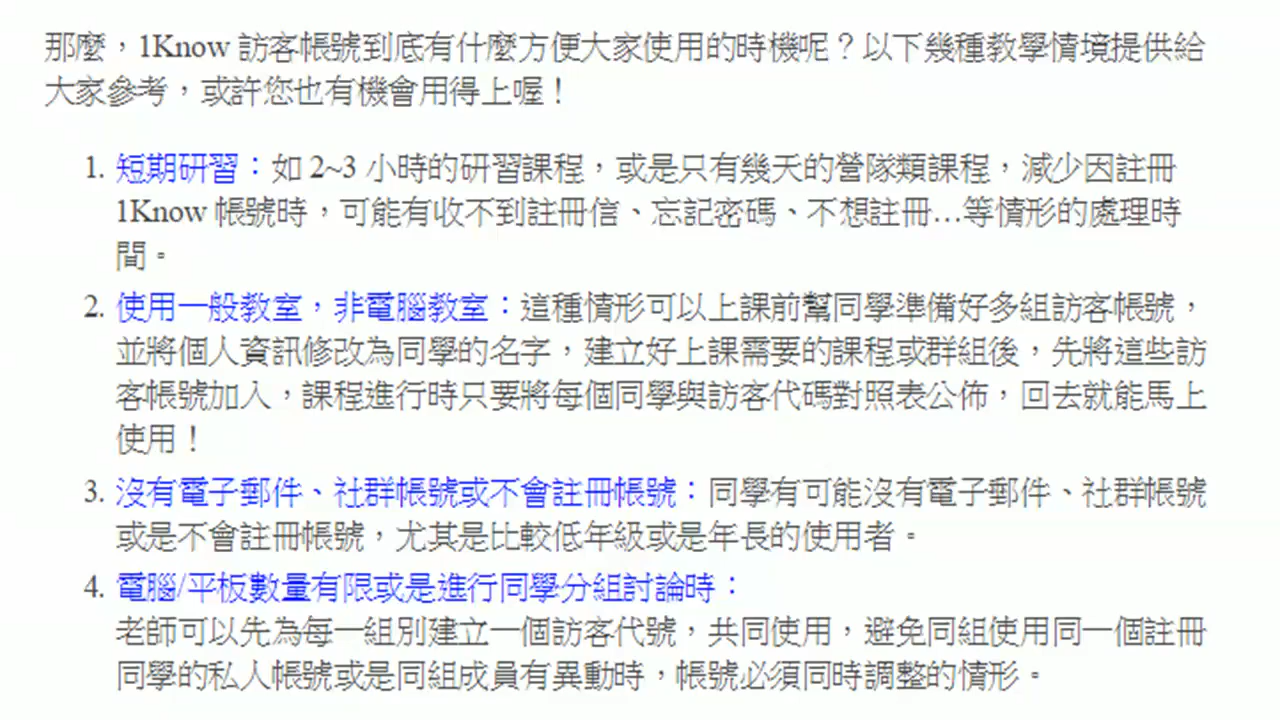 那麼，1Know 訪客帳號到底有什麼方便大家使用的時機呢？以下幾種教學情境提供給
大家參考，或許您也有機會用得上喔！
1. 短期研習：如 2~3 小時的研習課程，或是只有幾天的營隊類課程，減少因註冊
1Know 帳號時，可能有收不到註冊信、忘記密碼、不想註冊...等情形的處理時
間。
2. 使用一般教室，非電腦教室：這種情形可以上課前幫同學準備好多組訪客帳號，
並將個人資訊修改為同學的名字，建立好上課需要的課程或群組後，先將這些訪
客帳號加入，課程進行時只要將每個同學與訪客代碼對照表公佈，回去就能馬上
使用！
3. 沒有電子郵件、社群帳號或不會註冊帳號：同學有可能沒有電子郵件、社群帳號
或是不會註冊帳號，尤其是比較低年級或是年長的使用者。
4. 電腦/平板數量有限或是進行同學分組討論時：
老師可以先為每一組別建立一個訪客代號，共同使用，避免同組使用同一個註冊
同學的私人帳號或是同組成員有異動時，帳號必須同時調整的情形。